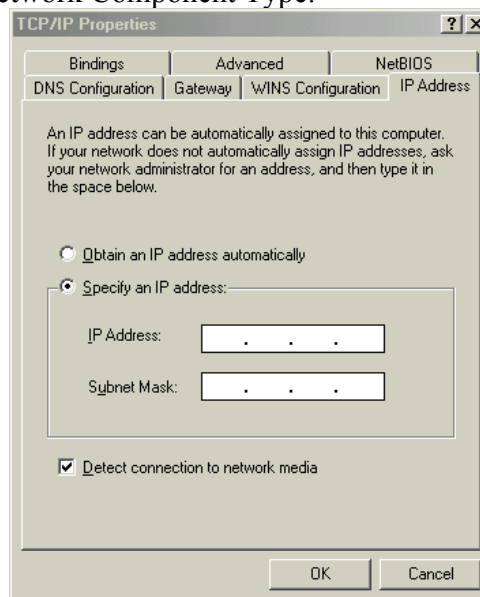 etwork Component Type.
TCP/IP Properties
Bindings Advanced NetBIOS
DNS Configuration Gateway WINS Configuration IP Address
An IP address can be automatically assigned to this computer.
If your network does not automatically assign IP addresses, ask
your network administrator for an address, and then type it in
the space below.
Obtain an IP address automatically
Specify an IP address:
IP Address: . . .
Subnet Mask: . . .
Detect connection to network media
OK Cancel